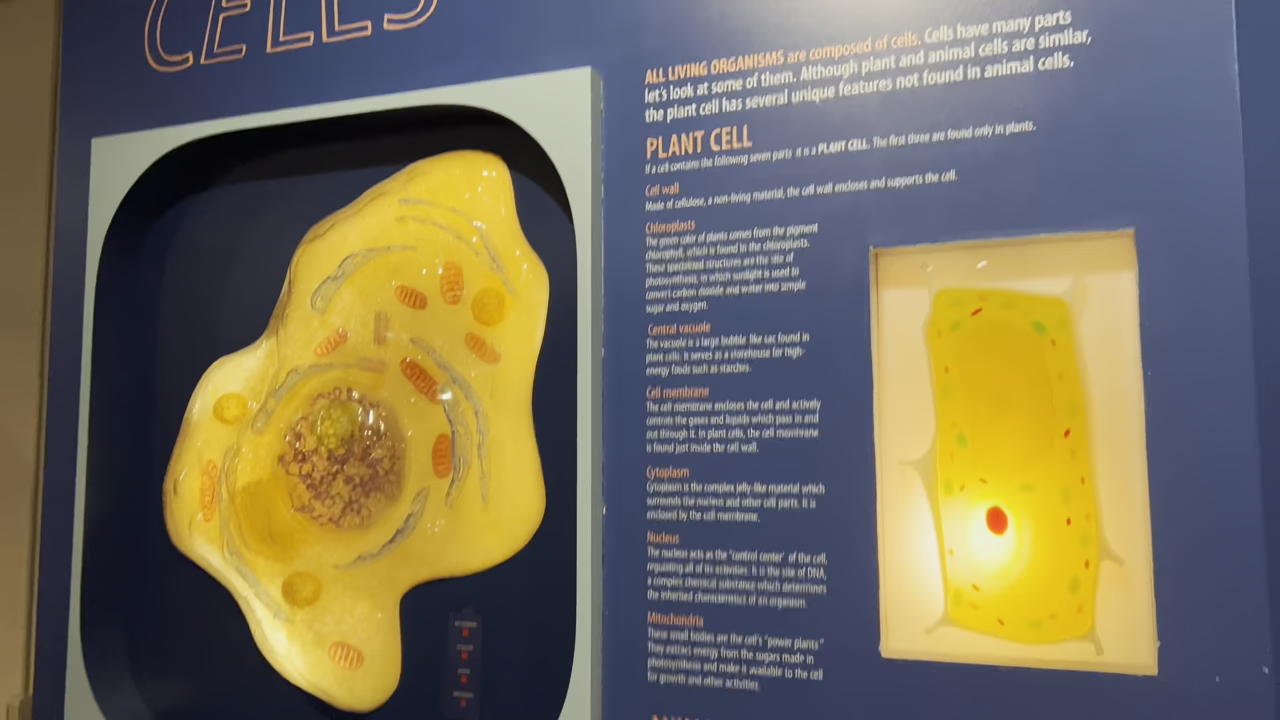 CELLS
ALL LIVING ORGANISMS are composed of cells. Cells have many parts
let's look at some of them. Although plant and animal cells are similar,
the plant cell has several unique features not found in animal cells.
PLANT CELL
If a cell contains the following seven parts it is a PLANT CELL. The first three are found only in plants.
Cell wall
Made of cellulose, a non-living material, the cell wall encloses and supports the cell.
Chloroplasts
The green color of plants comes from the pigment
chlorophyll, which is found in the chloroplasts.
These specialized structures are the site of
photosynthesis, in which sunlight is used to
convert carbon dioxide and water into simple
sugar and oxygen.
Central vacuole
The vacuole is a large bubble-like sac found in
plant cells. It serves as a storehouse for high-
energy foods such as starches.
Cell membrane
The cell membrane encloses the cell and actively
controls the gases and liquids which pass in and
out through it. In plant cells, the cell membrane
is found just inside the cell wall.
Cytoplasm
Cytoplasm is the complex jelly-like material which
surrounds the nucleus and other cell parts. It is
enclosed by the cell membrane.
Nucleus
The nucleus acts as the "control center" of the cell,
regulating all of its activities. It is the site of DNA,
a complex chemical substance which determines
the inherited characteristics of an organism.
Mitochondria
These small bodies are the cell's "power plants"
They extract energy from the sugars made in
photosynthesis and make it available to the cell
for growth and other activities.